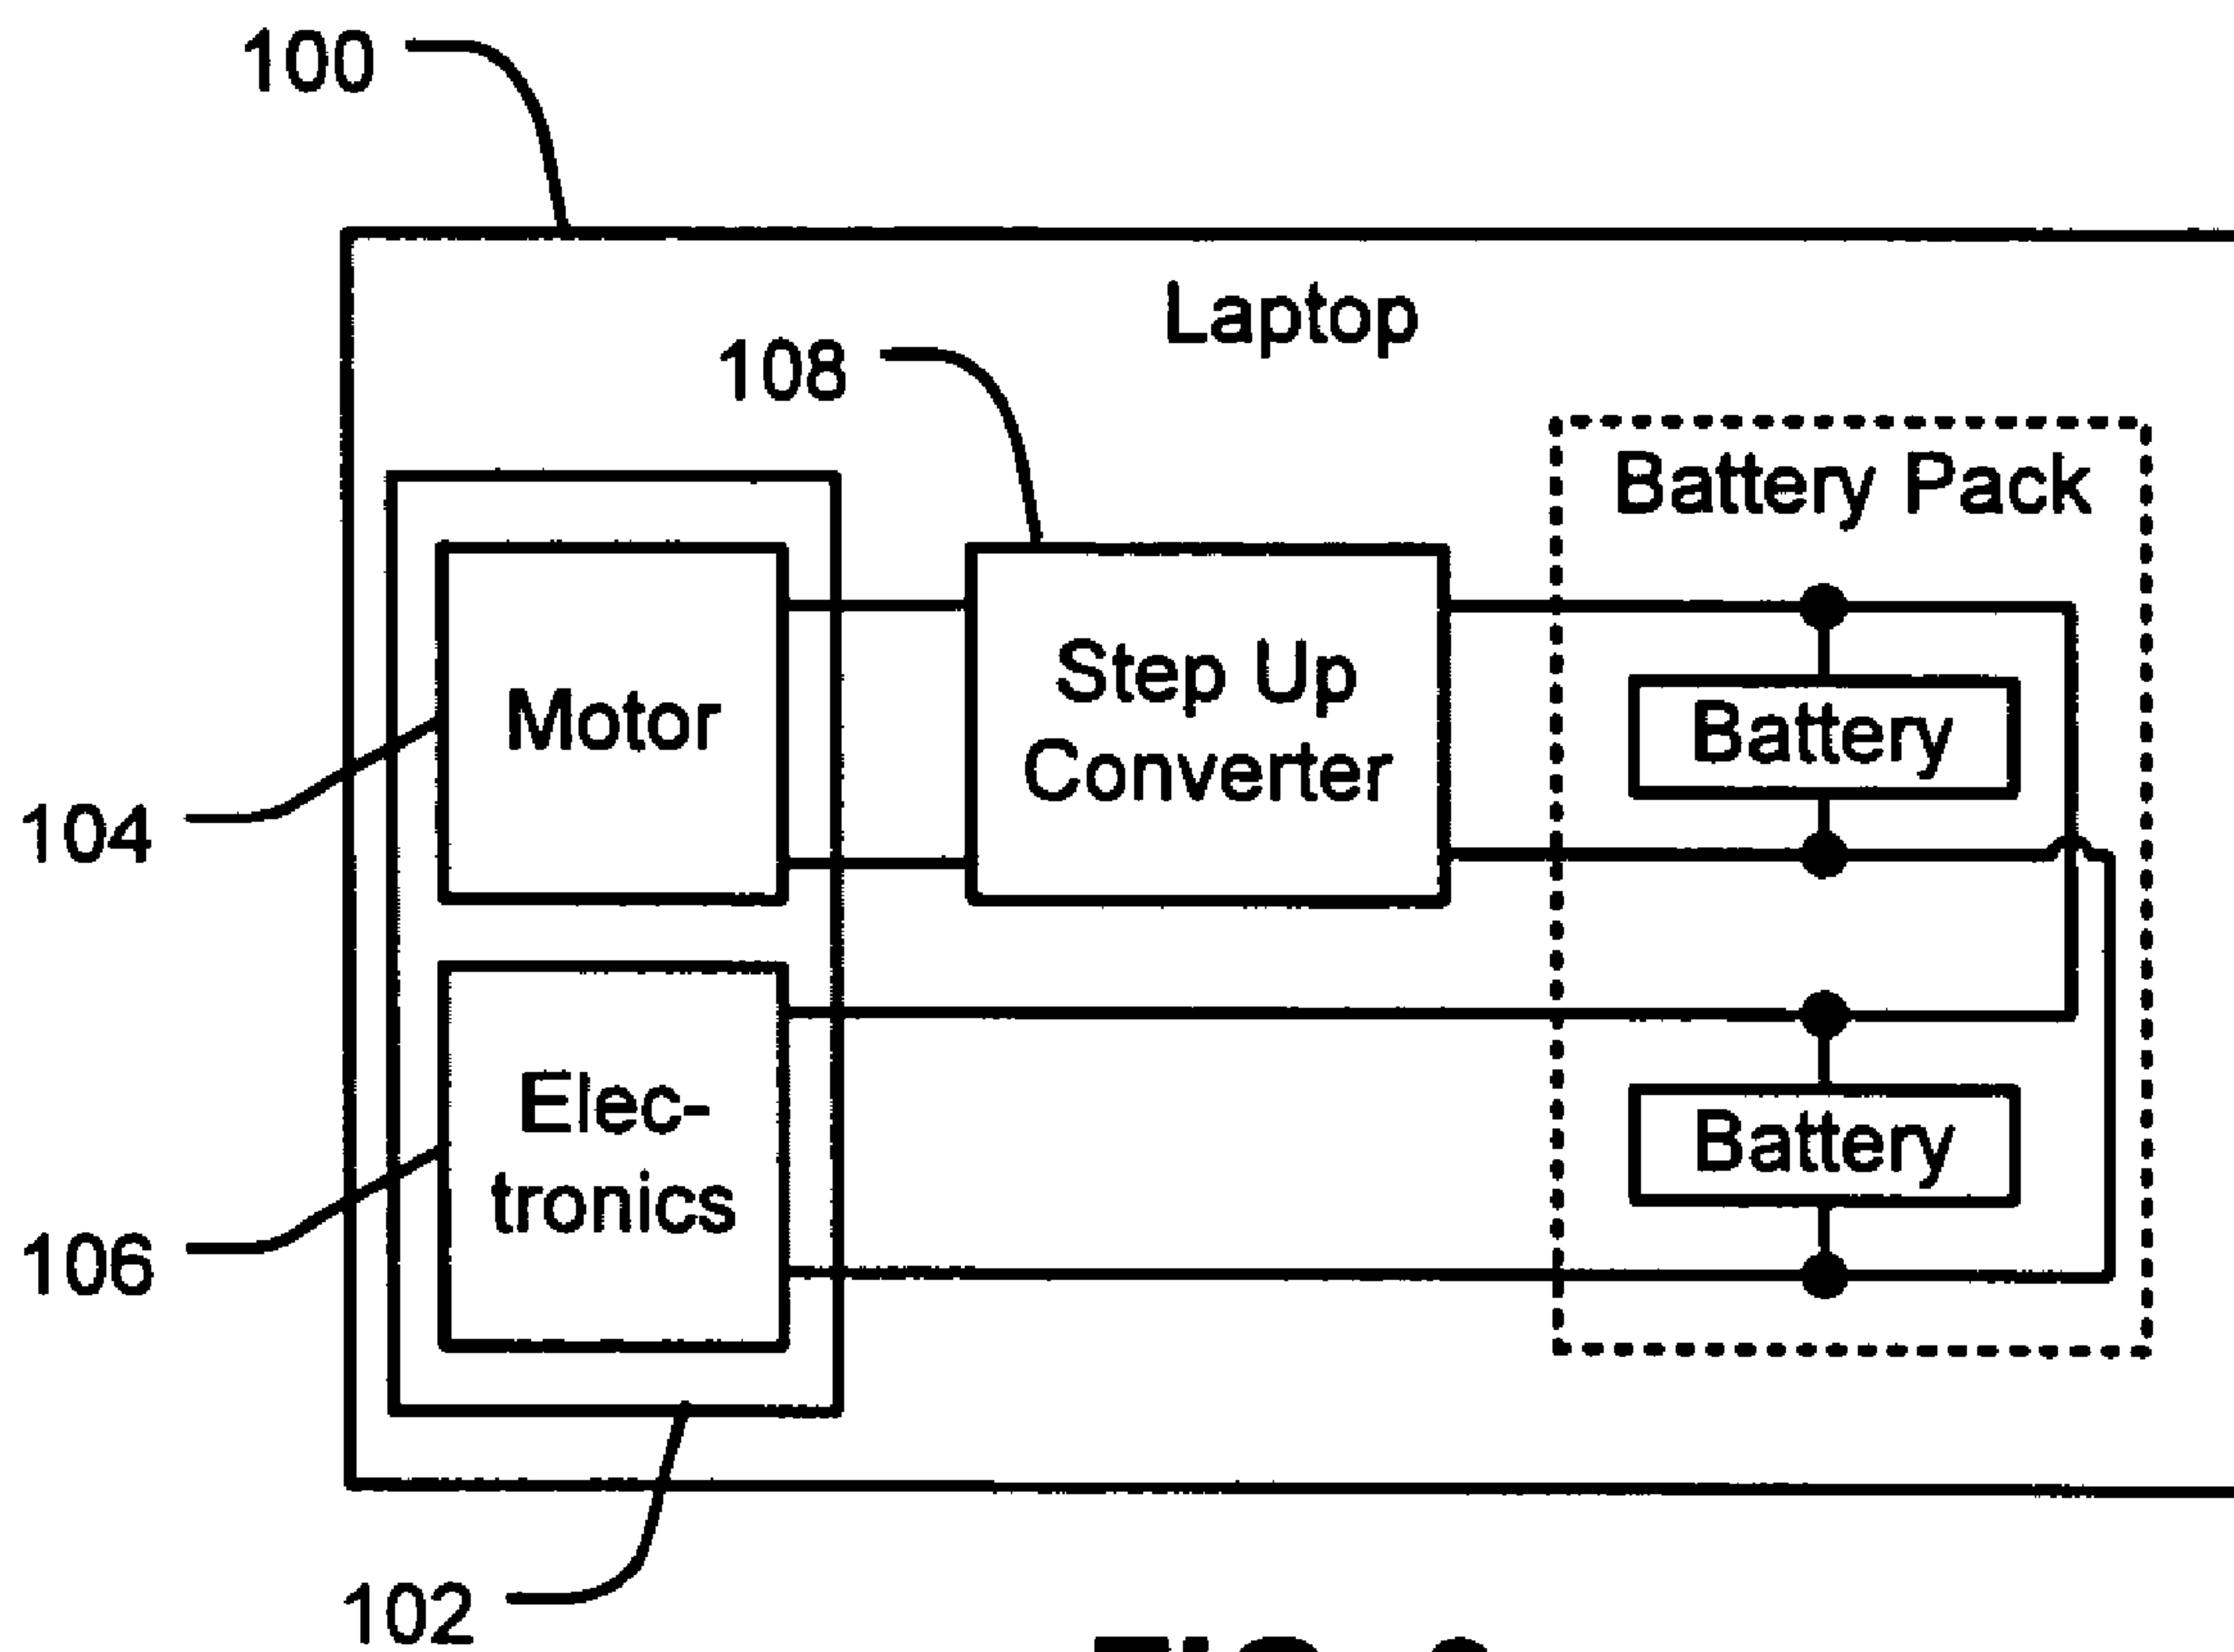 100
Laptop
108
Battery Pack
Motor
Step Up
Converter
Battery
104
Elec-
tronics
Battery
106
102